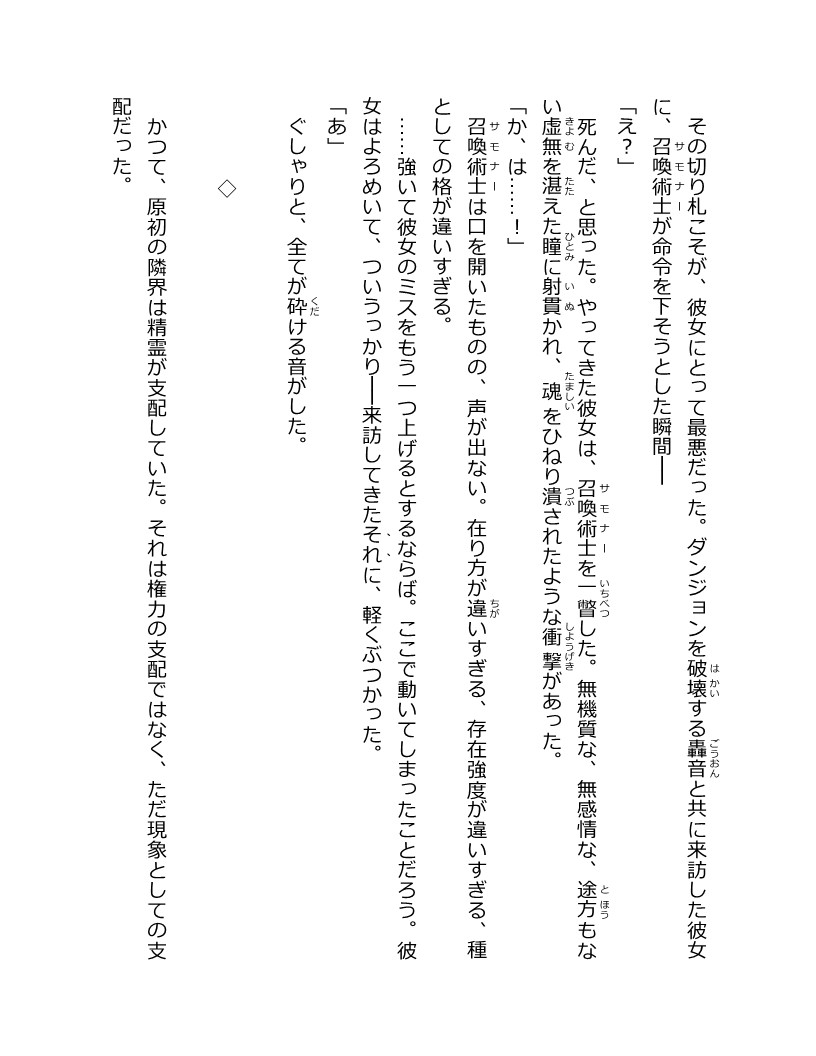 その切り札こそが、彼女にとって最悪だった。ダンジョンを破壊する轟音と共に来訪した彼女
に、召喚術士が命令を下そうとした瞬間──
「え？」
死んだ、と思った。やってきた彼女は、召喚術士を一瞥した。無機質な、無感情な、途方もな
い虚無を湛えた瞳に射貫かれ、魂をひねり潰されたような衝撃があった。
「か、は……！」
召喚術士は口を開いたものの、声が出ない。在り方が違いすぎる、存在強度が違いすぎる、種
としての格が違いすぎる。
……強いて彼女のミスをもう一つ上げるとするならば。ここで動いてしまったことだろう。彼
女はよろめいて、ついうっかり──来訪してきたそれに、軽くぶつかった。
「あ」
ぐしゃりと、全てが砕ける音がした。
◇
かつて、原初の隣界は精霊が支配していた。それは権力の支配ではなく、ただ現象としての支
配だった。